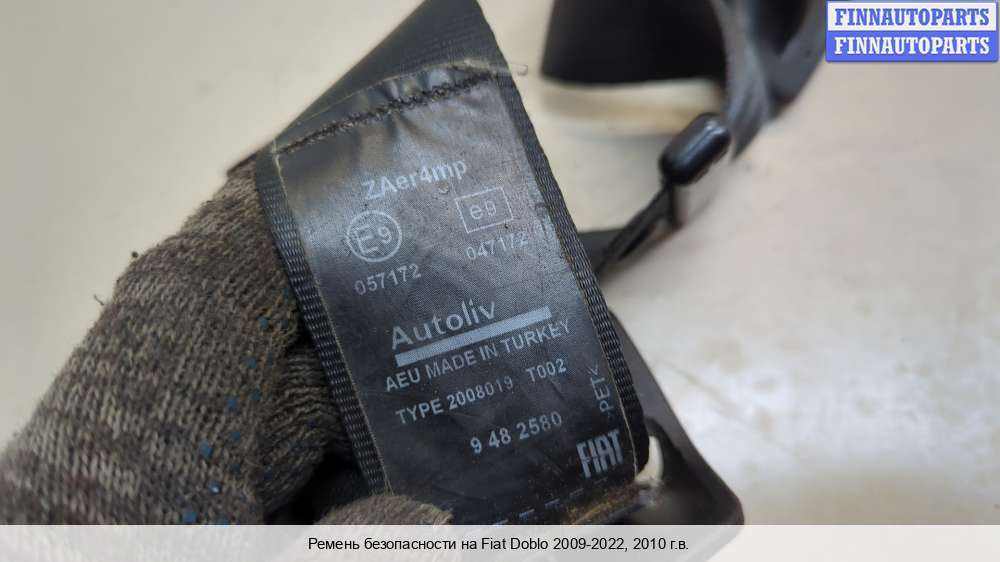 FINNAUTOPARTS
FINNAUTOPARTS
ZAer4mp
E9
e9
057172
047172
Autoliv
AEU MADE IN TURKEY
TYPE 2008019 T002
>PET<
9 48 2580
FIAT
Ремень безопасности на Fiat Doblo 2009-2022, 2010 г.в.